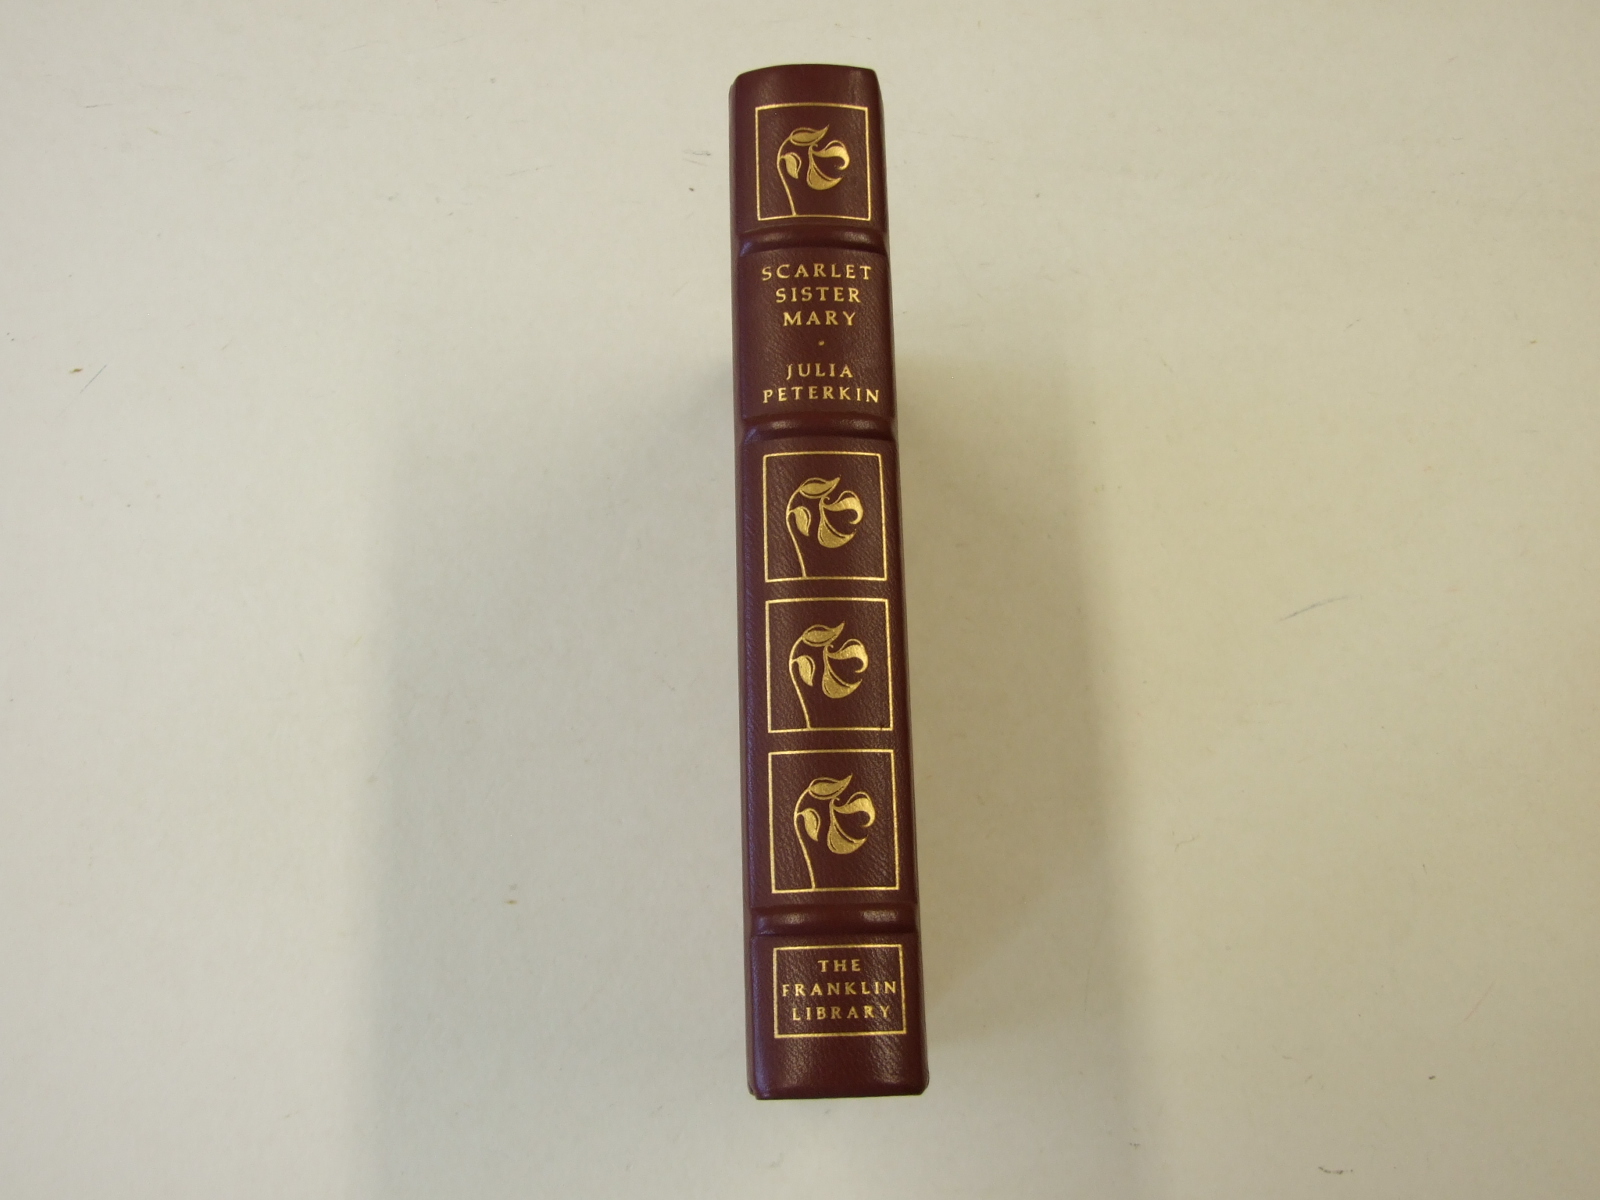 SCARLET
SISTER
MARY
·
JULIA
PETERKIN
THE
FRANKLIN
LIBRARY